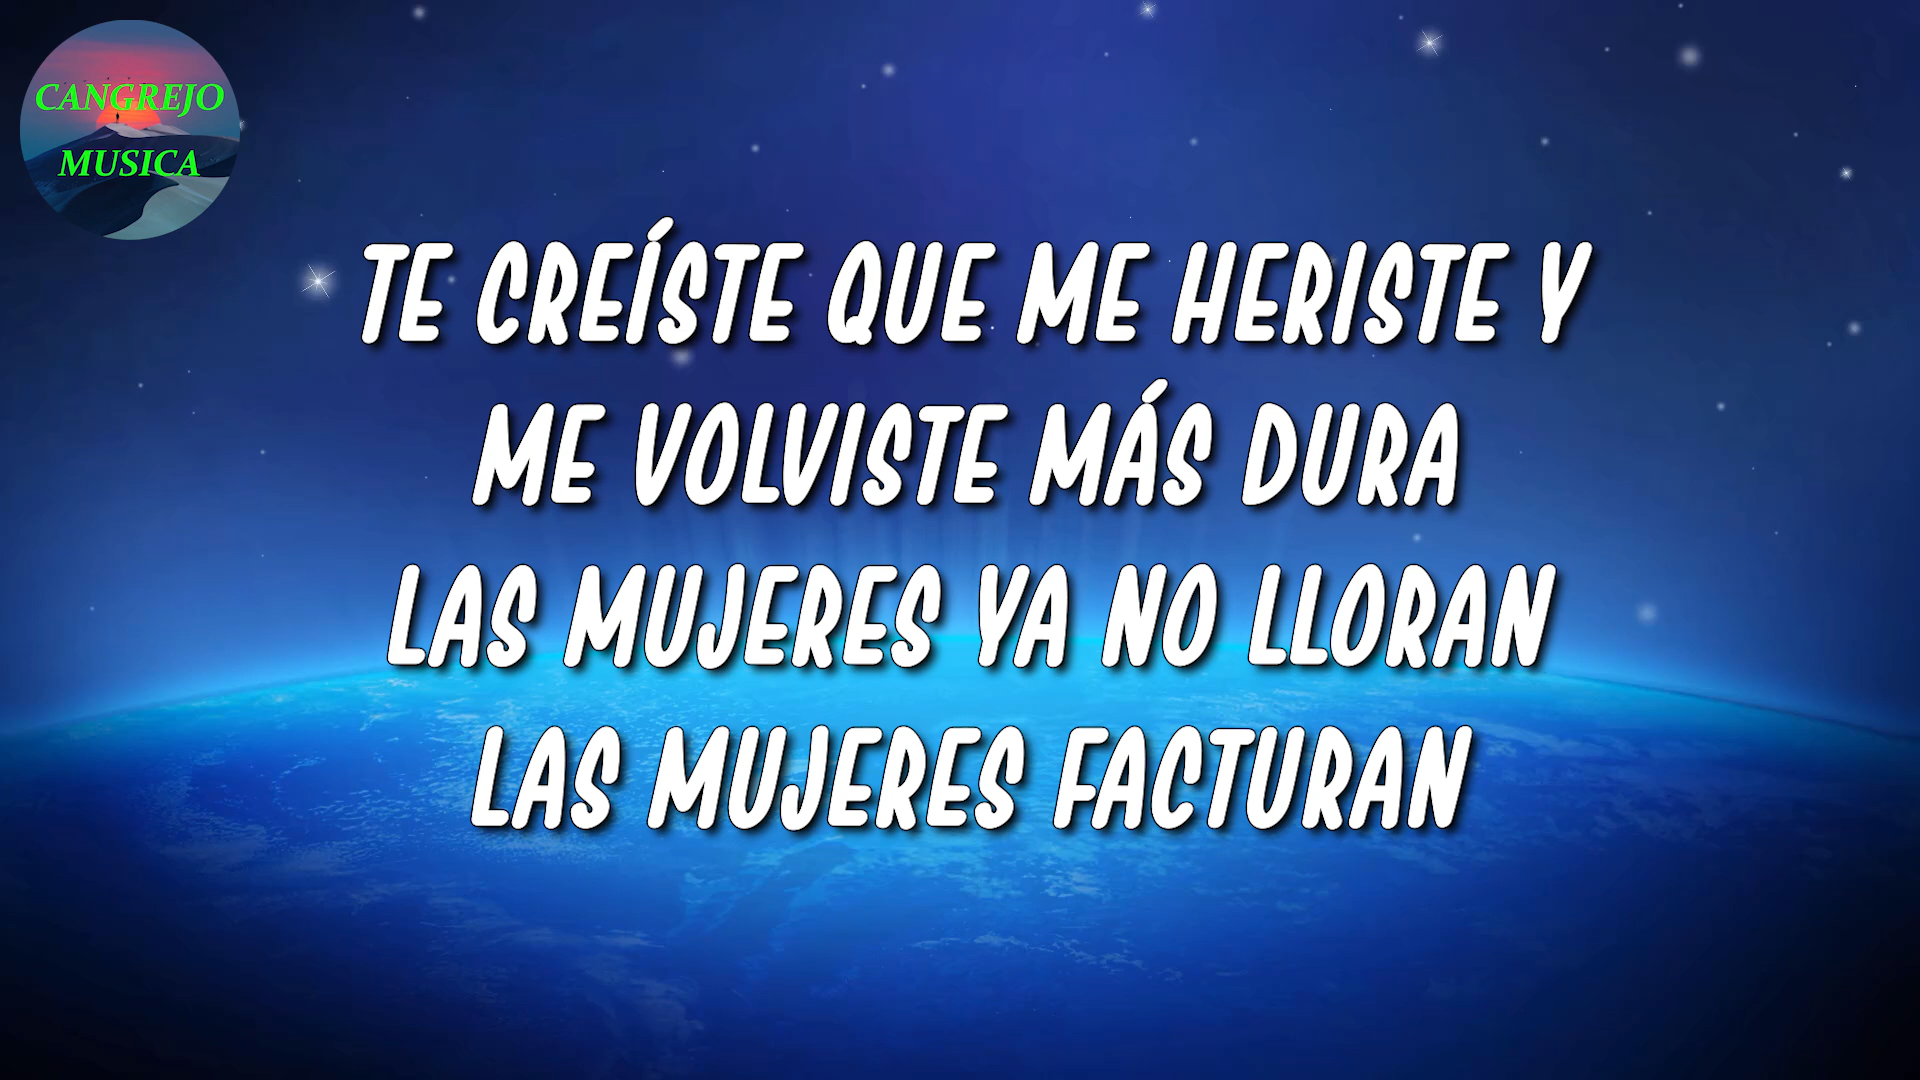 CANGREJO
MUSICA
TE CREÍSTE QUE ME HERISTE Y
ME VOLVISTE MÁS DURA
LAS MUJERES YA NO LLORAN
LAS MUJERES FACTURAN